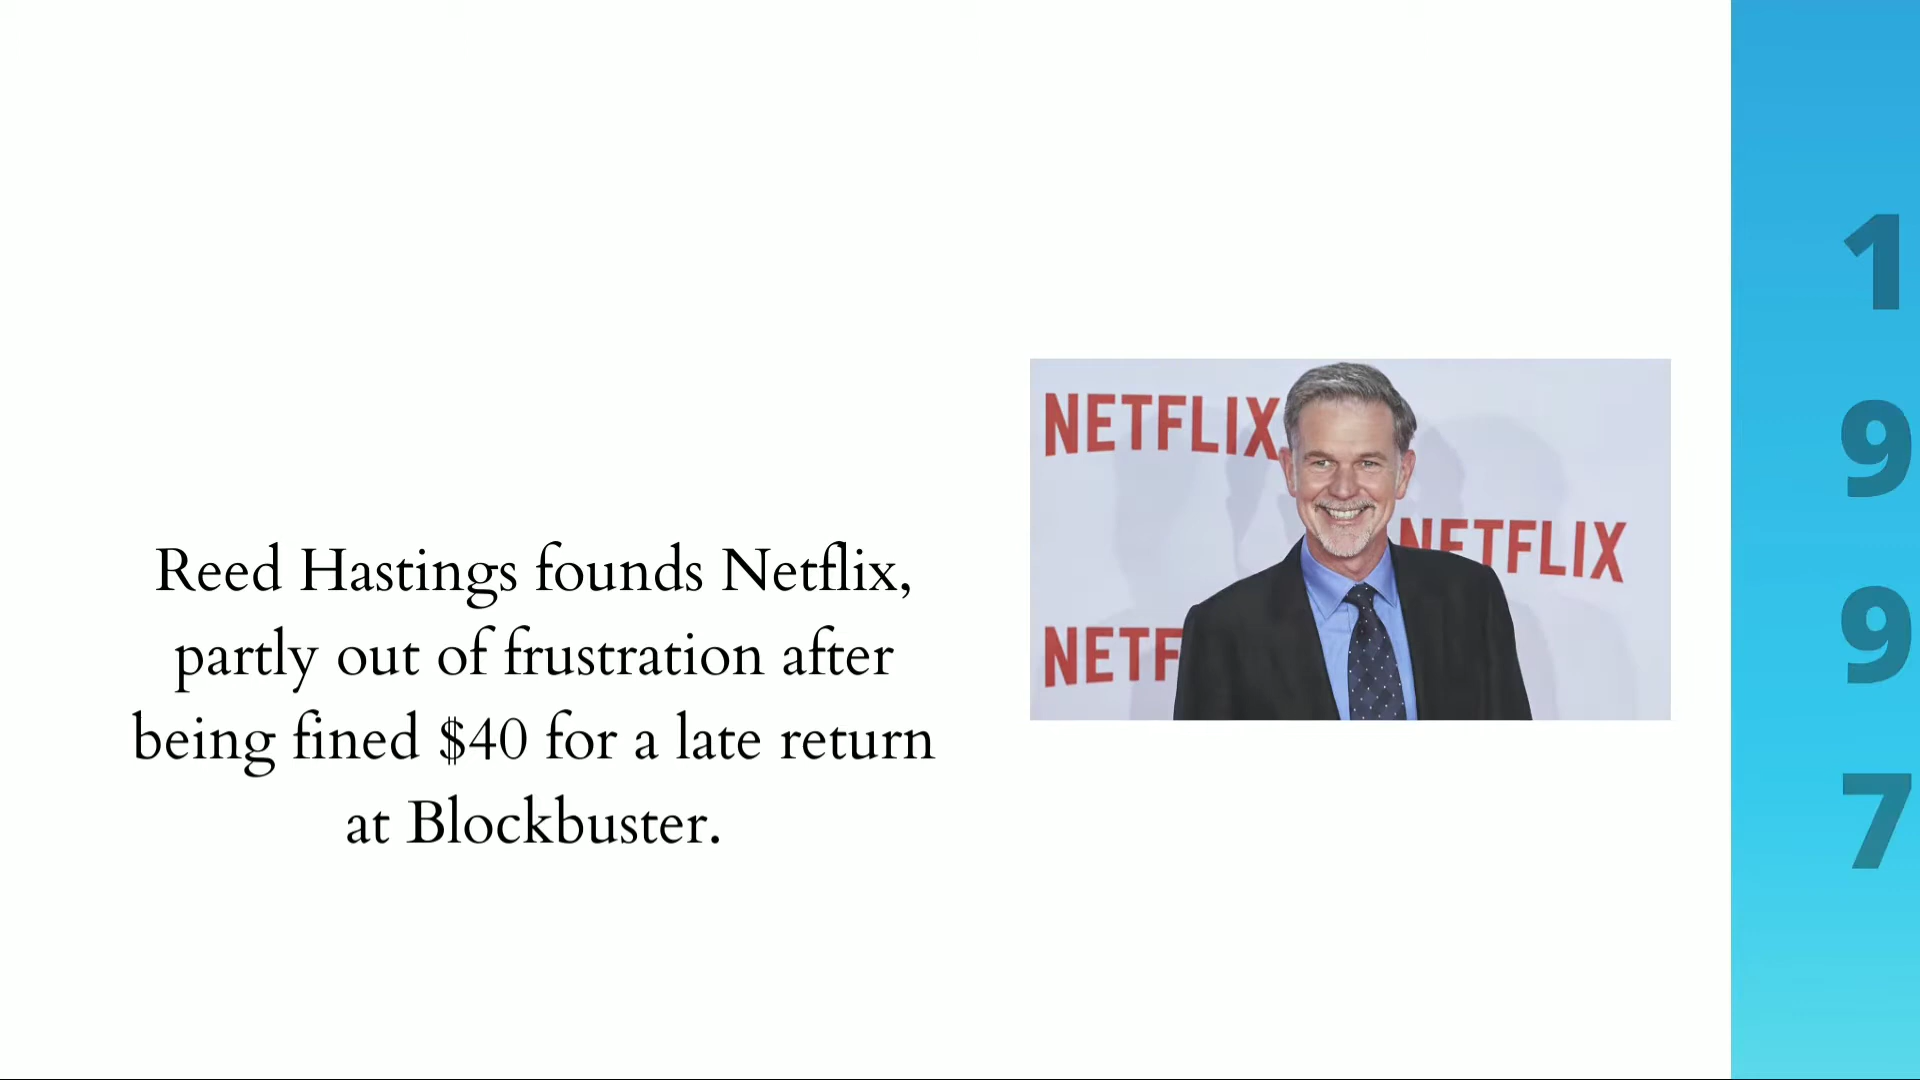 Reed Hastings founds Netflix,
partly out of frustration after
being fined $40 for a late return
at Blockbuster.
NETFLIX
NETFLIX
NETF
1
9
9
7